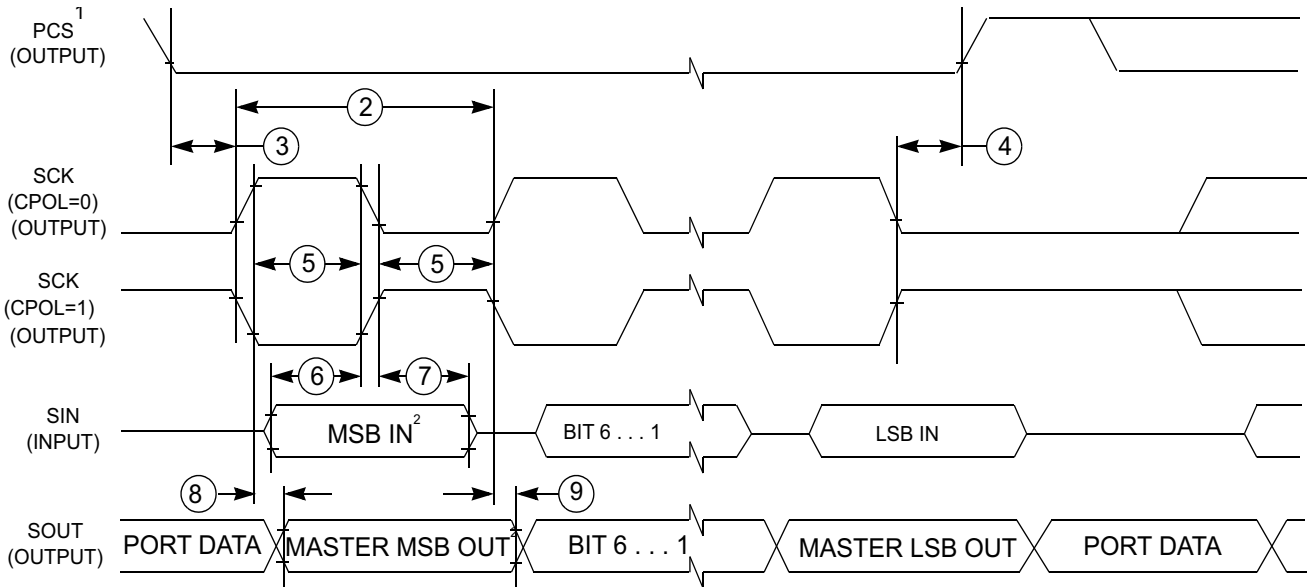 PCS1
(OUTPUT)
2
3
4
SCK
(CPOL=0)
(OUTPUT)
5
5
SCK
(CPOL=1)
(OUTPUT)
6
7
SIN
(INPUT)
MSB IN2
BIT 6 . . . 1
LSB IN
8
9
SOUT
(OUTPUT)
PORT DATA
MASTER MSB OUT2
BIT 6 . . . 1
MASTER LSB OUT
PORT DATA